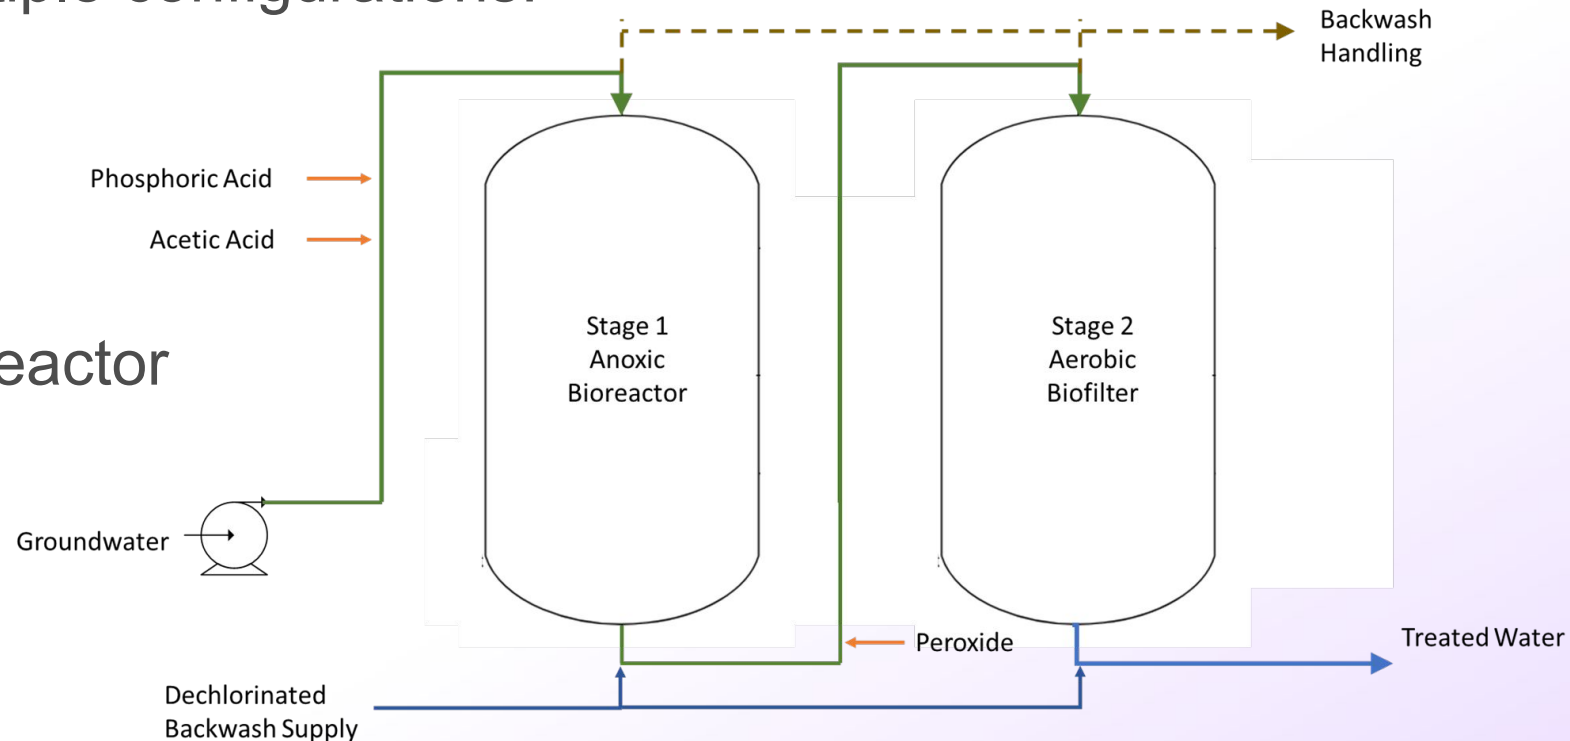 Backwash
Handling
Phosphoric Acid
Acetic Acid
Stage 1
Anoxic
Bioreactor
Stage 2
Aerobic
Biofilter
eactor
Groundwater
Peroxide
Treated Water
Dechlorinated
Backwash Supply